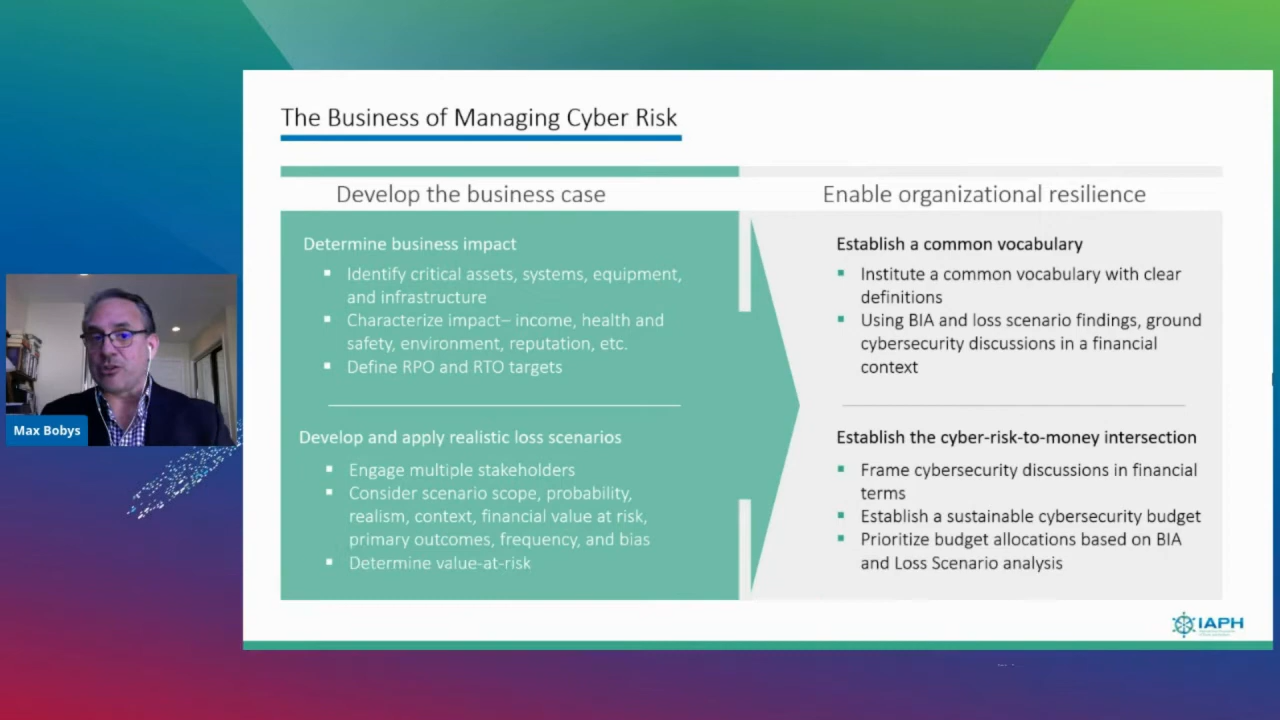 The Business of Managing Cyber Risk
Develop the business case
Determine business impact
Identify critical assets, systems, equipment,
and infrastructure
Characterize impact– income, health and
safety, environment, reputation, etc.
Define RPO and RTO targets
Develop and apply realistic loss scenarios
Engage multiple stakeholders
Consider scenario scope, probability,
realism, context, financial value at risk,
primary outcomes, frequency, and bias
Determine value-at-risk
Enable organizational resilience
Establish a common vocabulary
Institute a common vocabulary with clear
definitions
Using BIA and loss scenario findings, ground
cybersecurity discussions in a financial
context
Establish the cyber-risk-to-money intersection
Frame cybersecurity discussions in financial
terms
Establish a sustainable cybersecurity budget
Prioritize budget allocations based on BIA
and Loss Scenario analysis
Max Bobys
IAPH